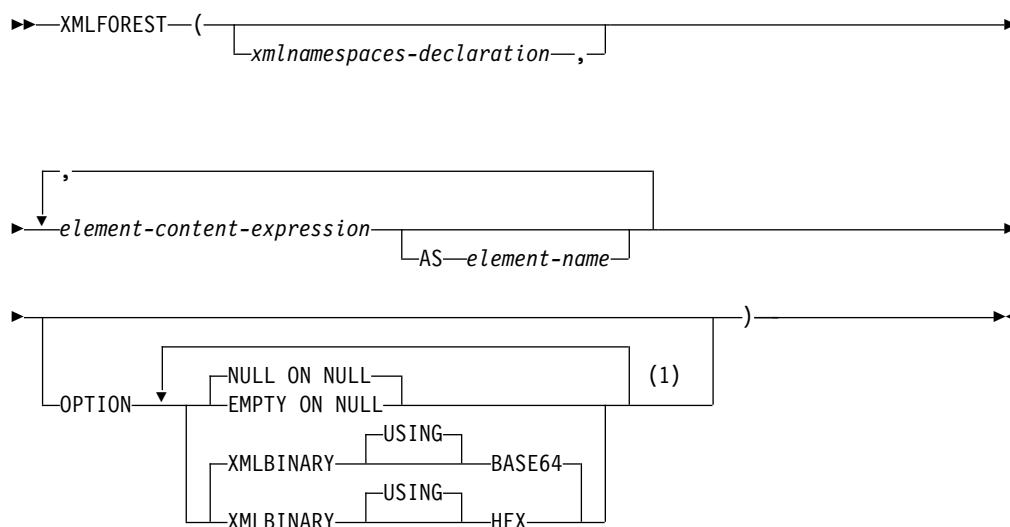 XMLFOREST (
xmlnamespaces-declaration ,
,
element-content-expression
AS element-name
)
OPTION NULL ON NULL (1)
EMPTY ON NULL
USING
XMLBINARY BASE64
USING
XMLBINARY HEX